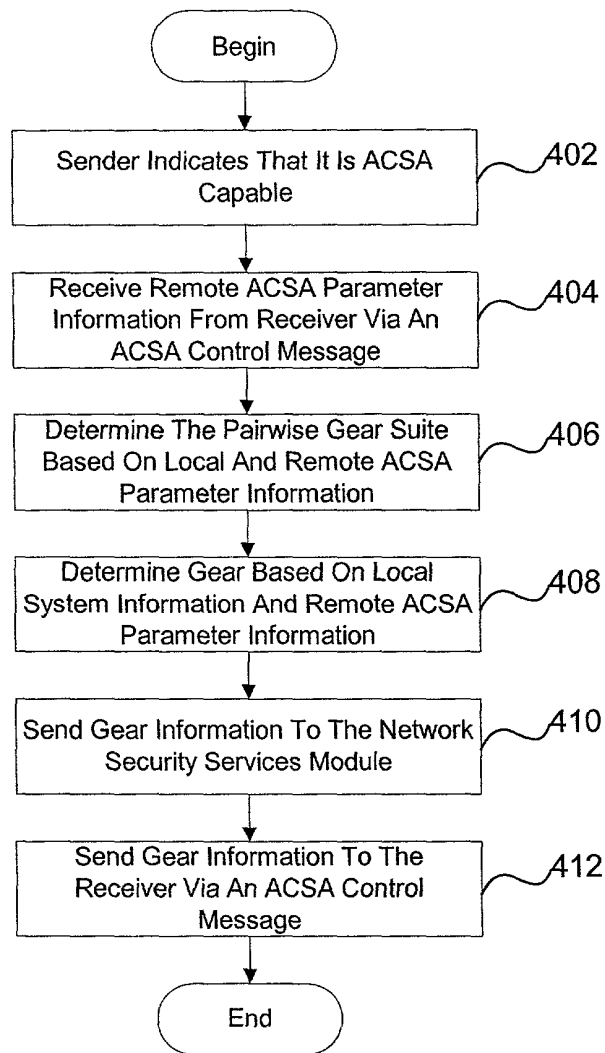 Begin
Sender Indicates That It Is ACSA
Capable
402
Receive Remote ACSA Parameter
Information From Receiver Via An
ACSA Control Message
404
Determine The Pairwise Gear Suite
Based On Local And Remote ACSA
Parameter Information
406
Determine Gear Based On Local
System Information And Remote ACSA
Parameter Information
408
Send Gear Information To The Network
Security Services Module
410
Send Gear Information To The
Receiver Via An ACSA Control
Message
412
End